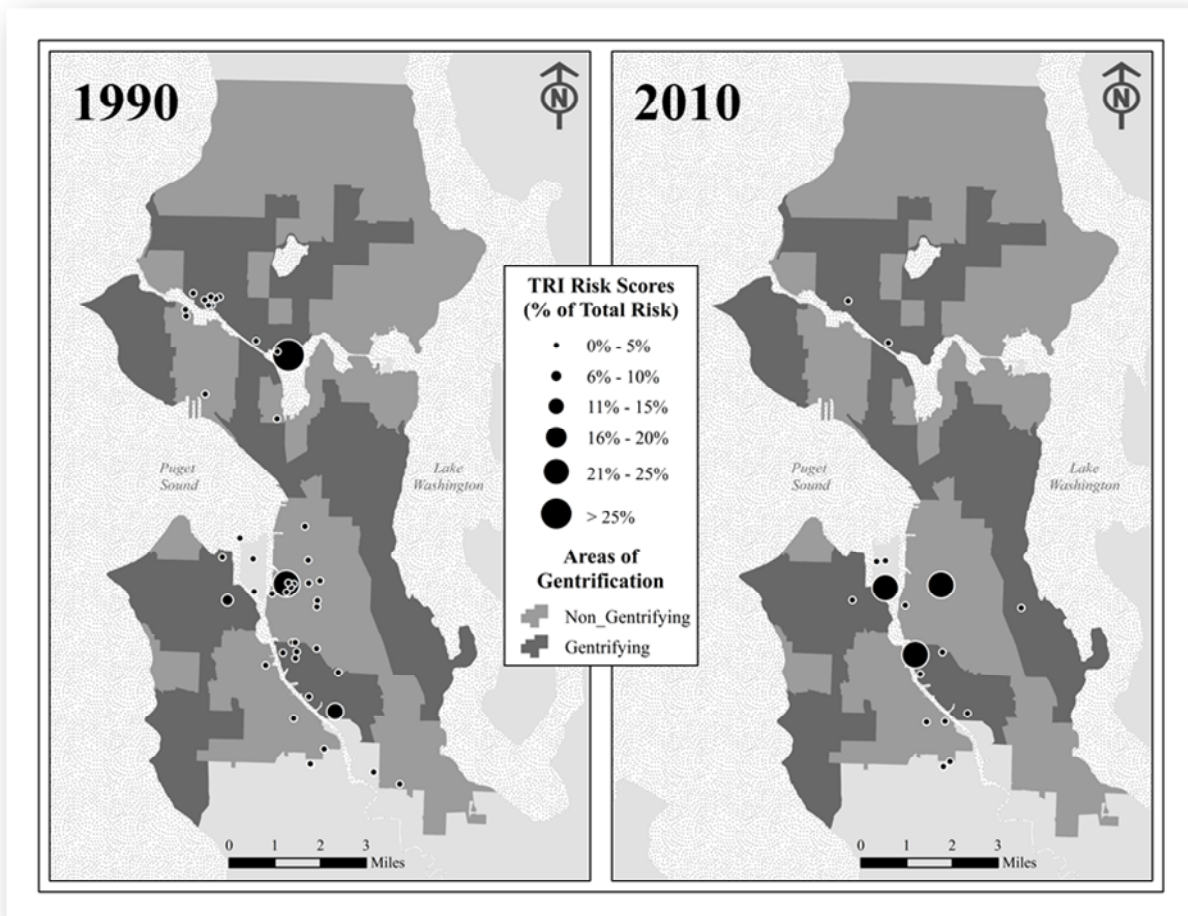 1990
N
2010
N
Puget
Sound
Lake
Washington
TRI Risk Scores
(% of Total Risk)
0% - 5%
6% - 10%
11% - 15%
16% - 20%
21% - 25%
> 25%
Areas of
Gentrification
Non_Gentrifying
Gentrifying
Puget
Sound
Lake
Washington
0 1 2 3
Miles
0 1 2 3
Miles